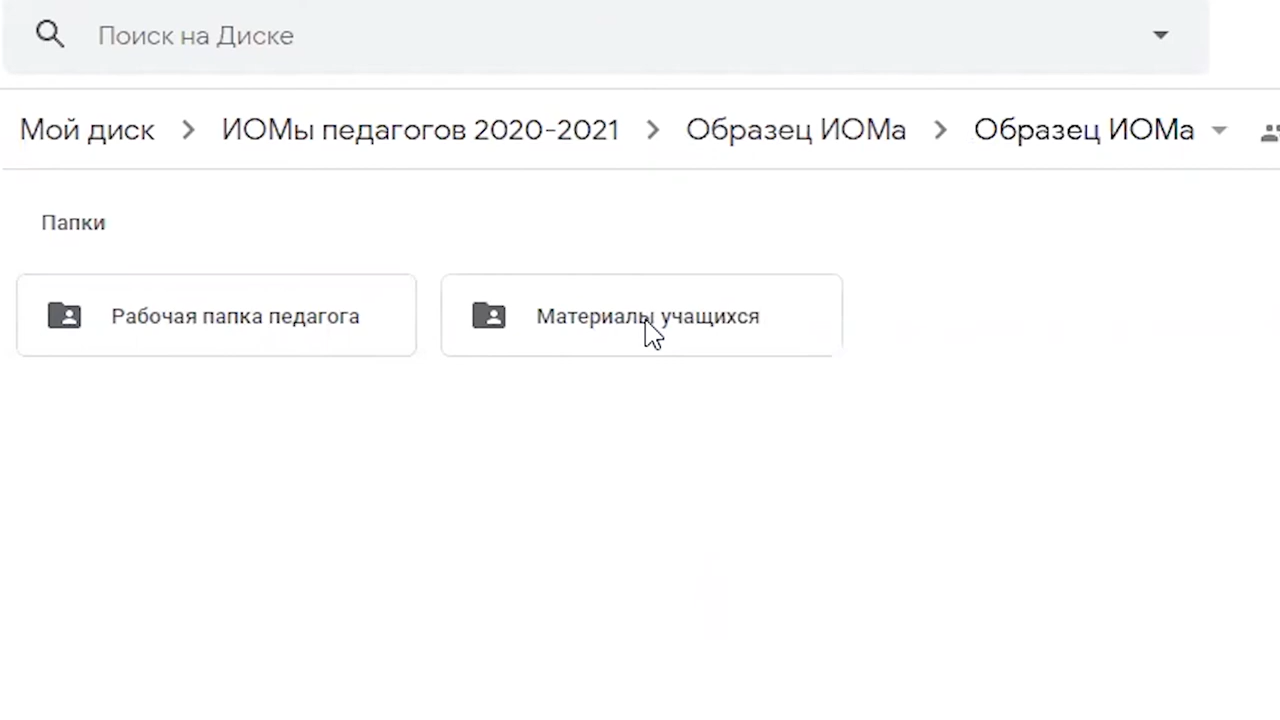 Поиск на Диске
Мой диск > ИОМы педагогов 2020-2021 > Образец ИОМа > Образец ИОМа
Папки
Рабочая папка педагога
Материалы учащихся